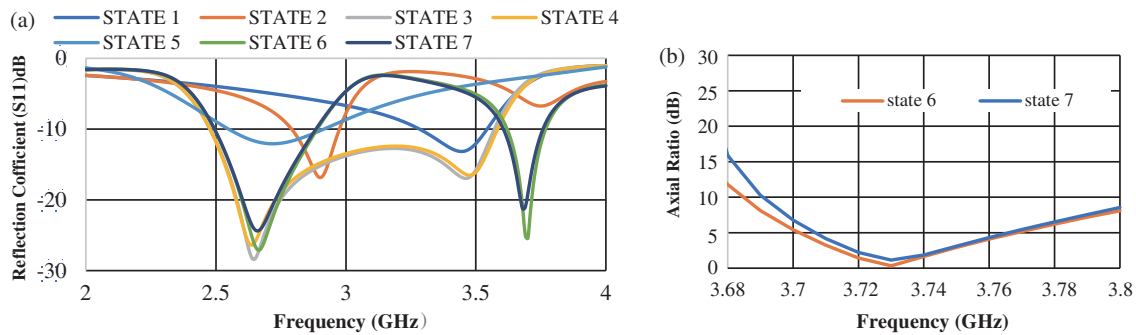 (a)
STATE 1 STATE 2 STATE 3 STATE 4
STATE 5 STATE 6 STATE 7
Reflection Cofficient (S11)dB
0
-10
-20
-30
2 2.5 3 3.5 4
Frequency (GHz)
(b)
Axial Ratio (dB)
30
25
20
15
10
5
0
state 6 state 7
3.68 3.7 3.72 3.74 3.76 3.78 3.8
Frequency (GHz)